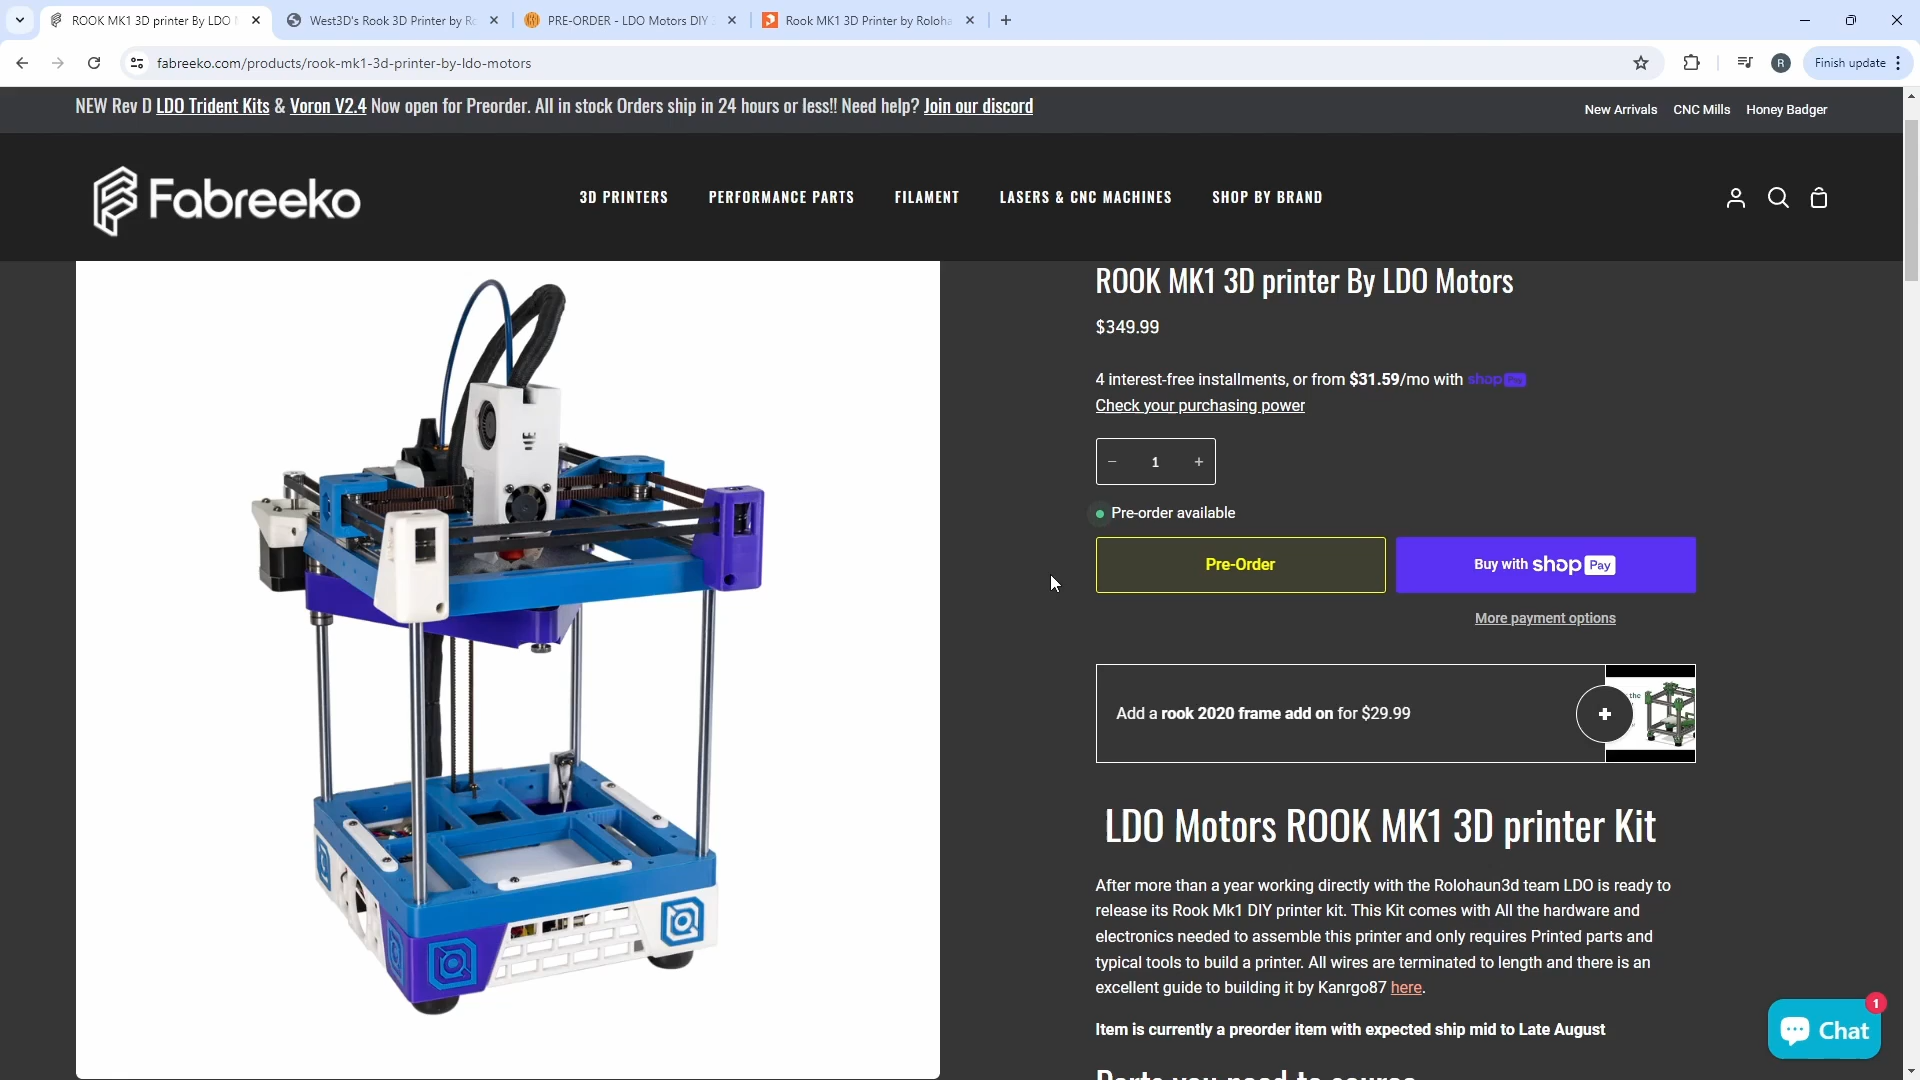 ROOK MK1 3D printer By LDO
West3D's Rook 3D Printer by Ro
PRE-ORDER - LDO Motors DIY
Rook MK1 3D Printer by Roloha
fabreeko.com/products/rook-mk1-3d-printer-by-ldo-motors
R
Finish update
NEW Rev D LDO Trident Kits & Voron V2.4 Now open for Preorder. All in stock Orders ship in 24 hours or less!! Need help? Join our discord
New Arrivals CNC Mills Honey Badger
Fabreeko
3D PRINTERS PERFORMANCE PARTS FILAMENT LASERS & CNC MACHINES SHOP BY BRAND
ROOK MK1 3D printer By LDO Motors
$349.99
4 interest-free installments, or from $31.59/mo with shop Pay
Check your purchasing power
− 1 +
Pre-order available
Pre-Order
Buy with shop Pay
More payment options
Add a rook 2020 frame add on for $29.99
LDO Motors ROOK MK1 3D printer Kit
After more than a year working directly with the Rolohaun3d team LDO is ready to
release its Rook Mk1 DIY printer kit. This Kit comes with All the hardware and
electronics needed to assemble this printer and only requires Printed parts and
typical tools to build a printer. All wires are terminated to length and there is an
excellent guide to building it by Kanrgo87 here.
Item is currently a preorder item with expected ship mid to Late August
Parts you need to source
Chat
1